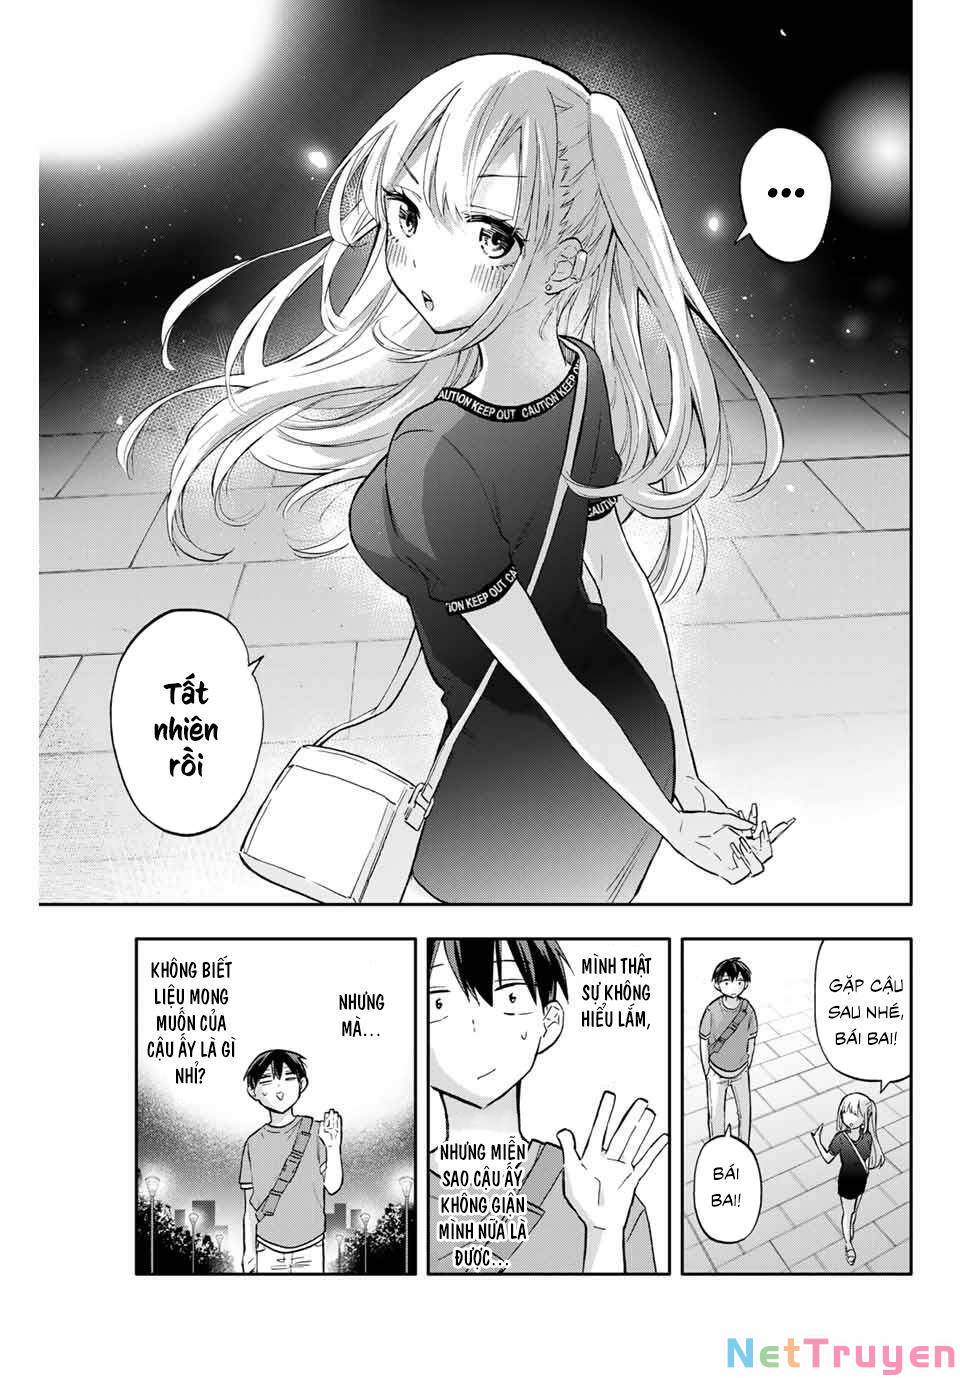 ...
CAUTION KEEP OUT CAUTION KEEP OUT
CAUTION
TION KEEP OUT CA
Tất
nhiên
rồi
GẶP CẬU
SAU NHÉ,
BÁI BAI!
BÁI
BAI!
MÌNH THẬT
SỰ KHÔNG
HIỂU LẮM,
NHƯNG MIỄN
SAO CẬU ẤY
KHÔNG GIẬN
MÌNH NỮA LÀ
ĐƯỢC...
NHƯNG
MÀ...
KHÔNG BIẾT
LIỆU MONG
MUỐN CỦA
CẬU ẤY LÀ GÌ
NHỈ?
NetTruyen